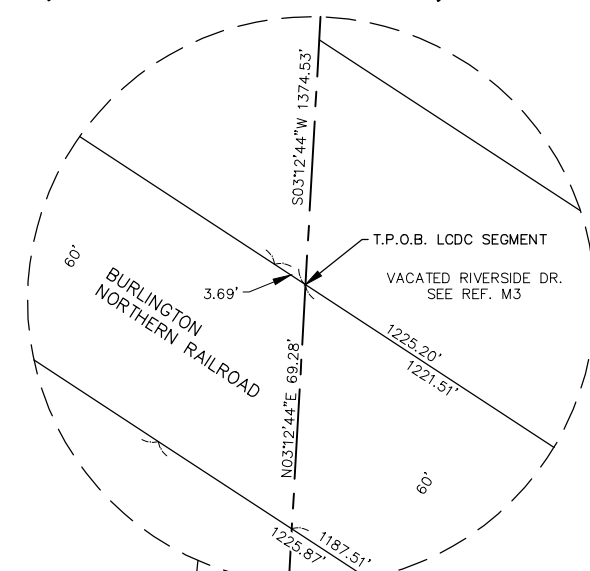 S03°12'44"W 1374.53'
T.P.O.B. LCDC SEGMENT
VACATED RIVERSIDE DR.
SEE REF. M3
60'
BURLINGTON
NORTHERN RAILROAD
3.69'
1225.20'
1221.51'
N03°12'44"E 69.28'
60'
1187.51'
1225.87'